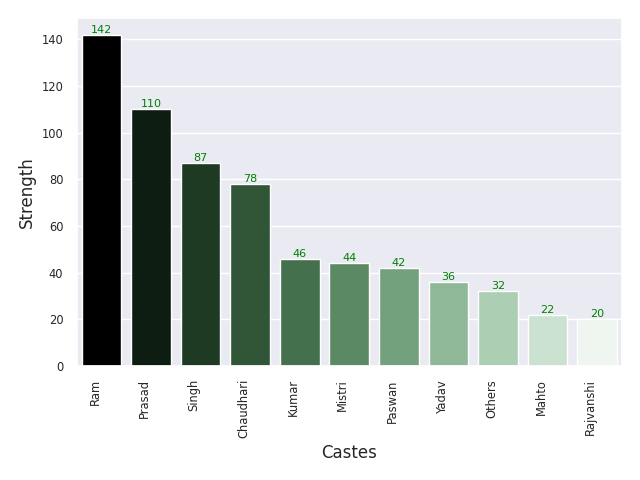 142
110
87
78
46
44
42
36
32
22
20
140
120
100
80
60
40
20
0
Strength
Ram
Prasad
Singh
Chaudhari
Kumar
Mistri
Paswan
Yadav
Others
Mahto
Rajvanshi
Castes